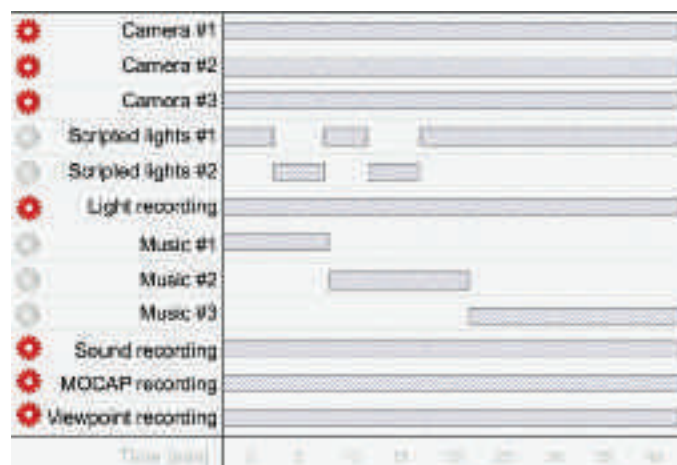 Camera #1
Camera #2
Camera #3
Scripted lights #1
Scripted lights #2
Light recording
Music #1
Music #2
Music #3
Sound recording
MOCAP recording
Viewpoint recording
Time